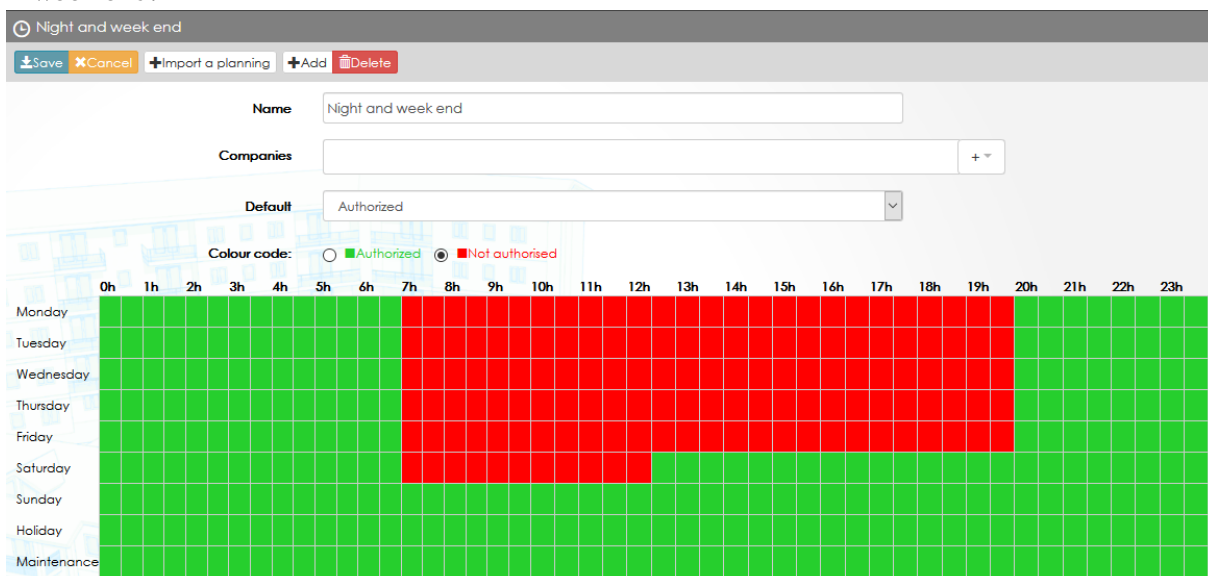 Night and week end
Save Cancel Import a planning Add Delete
Name Night and week end
Companies +
Default Authorized
Colour code: Authorized Not authorised
0h 1h 2h 3h 4h 5h 6h 7h 8h 9h 10h 11h 12h 13h 14h 15h 16h 17h 18h 19h 20h 21h 22h 23h
Monday
Tuesday
Wednesday
Thursday
Friday
Saturday
Sunday
Holiday
Maintenance